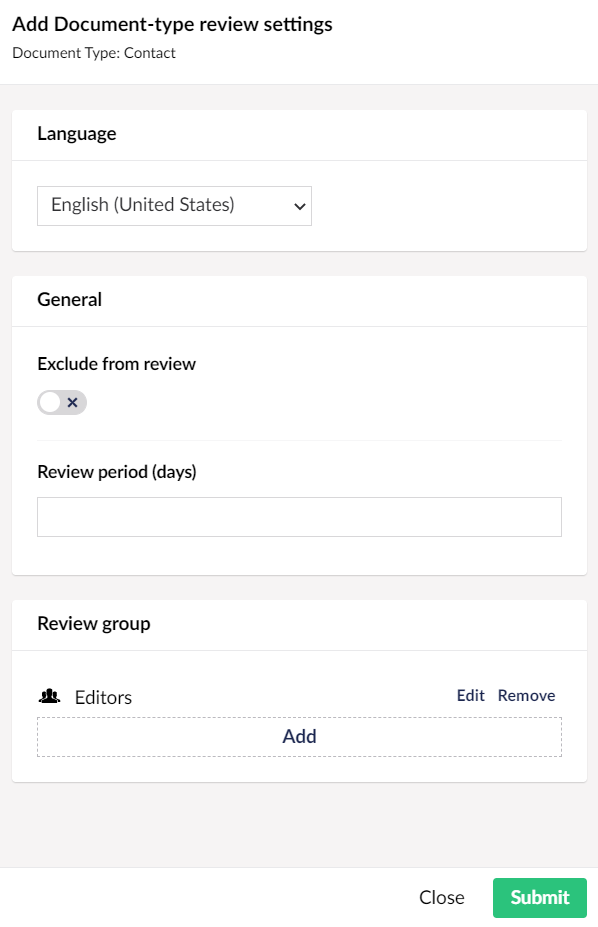 Add Document-type review settings
Document Type: Contact
Language
English (United States)
General
Exclude from review
Review period (days)
Review group
Editors Edit Remove
Add
Close Submit